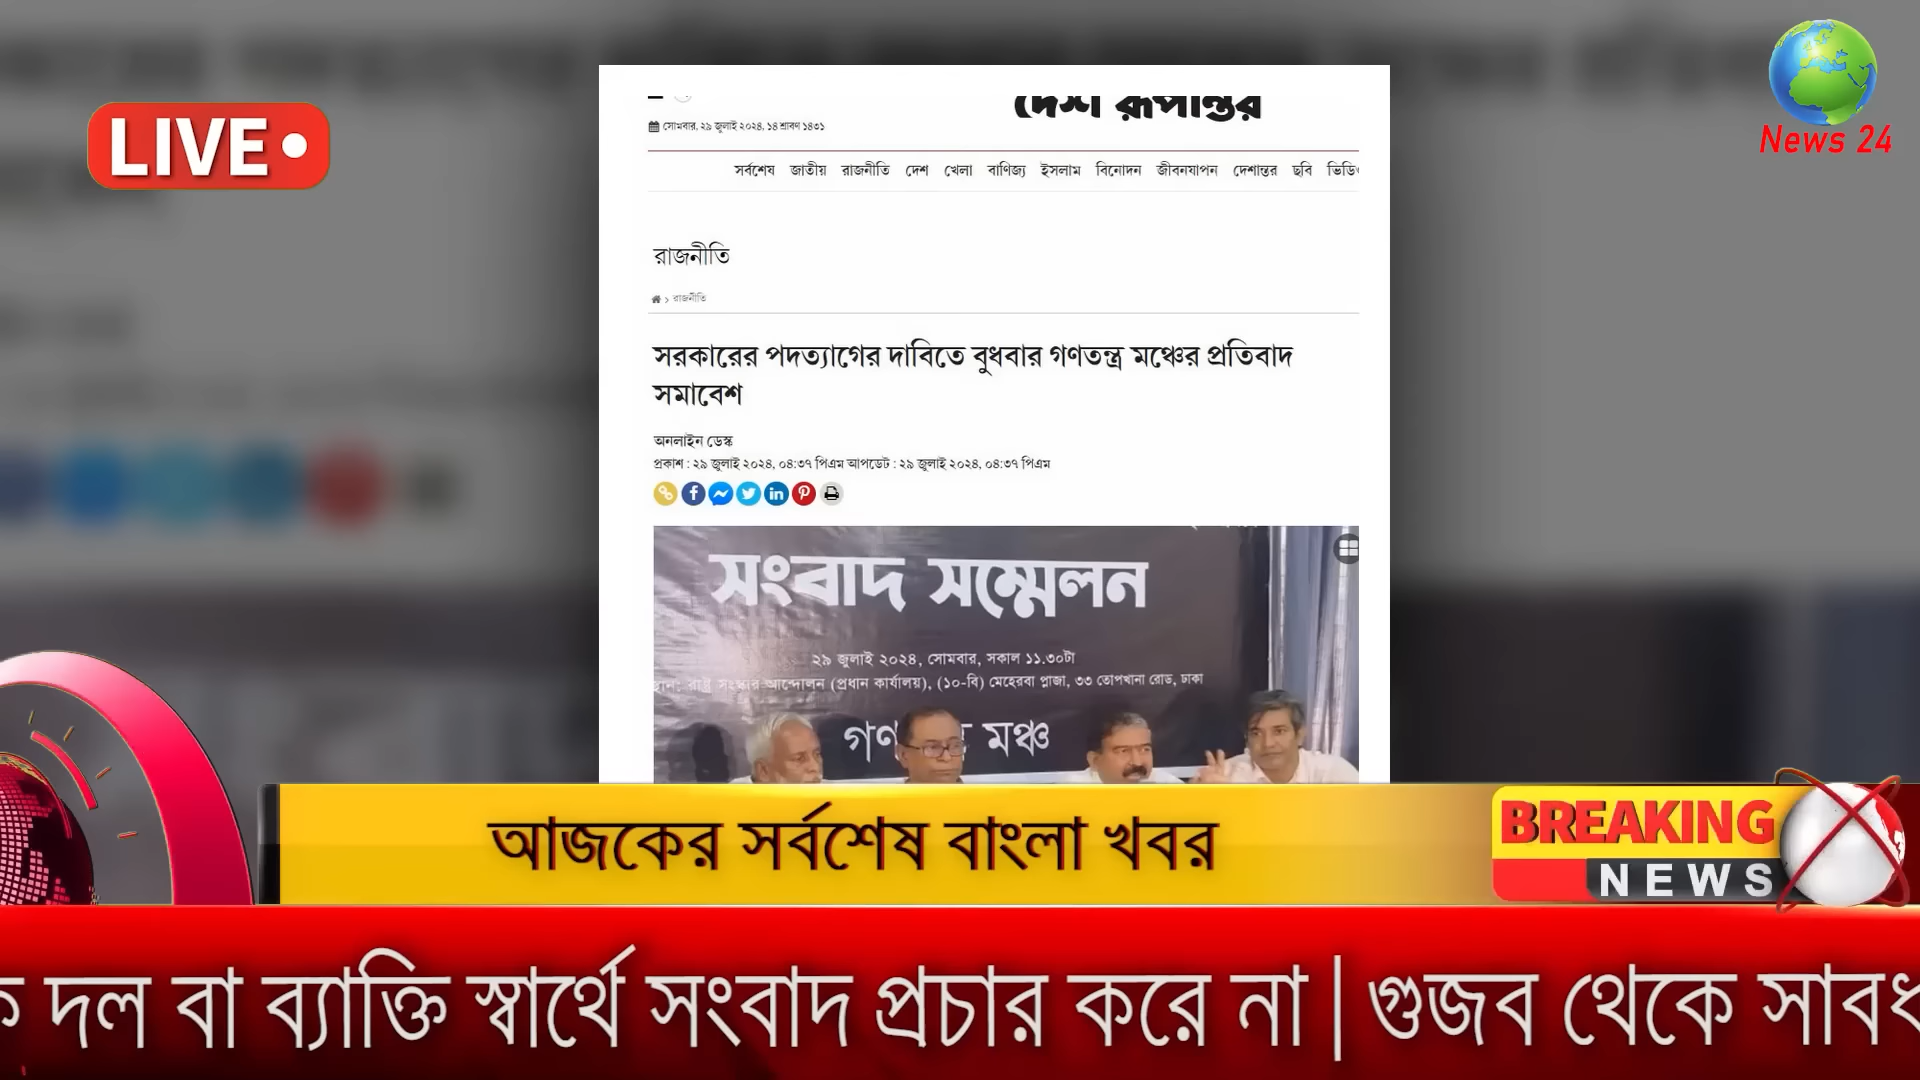 LIVE
News 24
দেশ রূপান্তর
সোমবার, ২৯ জুলাই ২০২৪, ১৪ শ্রাবণ ১৪৩১
সর্বশেষ জাতীয় রাজনীতি দেশ খেলা বাণিজ্য ইসলাম বিনোদন জীবনযাপন দেশান্তর ছবি
রাজনীতি
› রাজনীতি
সরকারের পদত্যাগের দাবিতে বুধবার গণতন্ত্র মঞ্চের প্রতিবাদ
সমাবেশ
অনলাইন ডেস্ক
প্রকাশ : ২৯ জুলাই ২০২৪, ০৪:৩৭ পিএম আপডেট : ২৯ জুলাই ২০২৪, ০৪:৩৭ পিএম
সংবাদ সম্মেলন
২৯ জুলাই ২০২৪, সোমবার, সকাল ১১.৩০টা
রাষ্ট্র সংস্কার আন্দোলন (প্রধান কার্যালয়), (১০-বি) মেহেরবা প্লাজা, ৩৩ তোপখানা রোড, ঢাকা
মঞ্চ
আজকের সর্বশেষ বাংলা খবর
BREAKING
NEWS
দল বা ব্যাক্তি স্বার্থে সংবাদ প্রচার করে না | গুজব থেকে